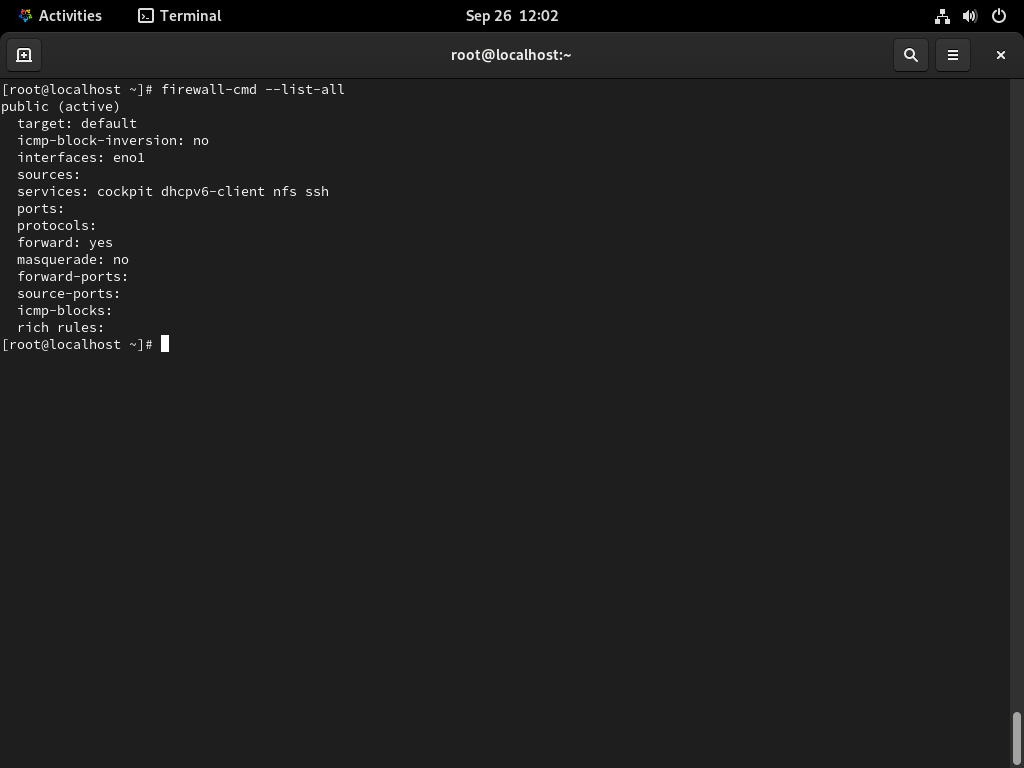 Activities Terminal Sep 26 12:02
root@localhost:~
[root@localhost ~]# firewall-cmd --list-all
public (active)
  target: default
  icmp-block-inversion: no
  interfaces: eno1
  sources:
  services: cockpit dhcpv6-client nfs ssh
  ports:
  protocols:
  forward: yes
  masquerade: no
  forward-ports:
  source-ports:
  icmp-blocks:
  rich rules:
[root@localhost ~]#